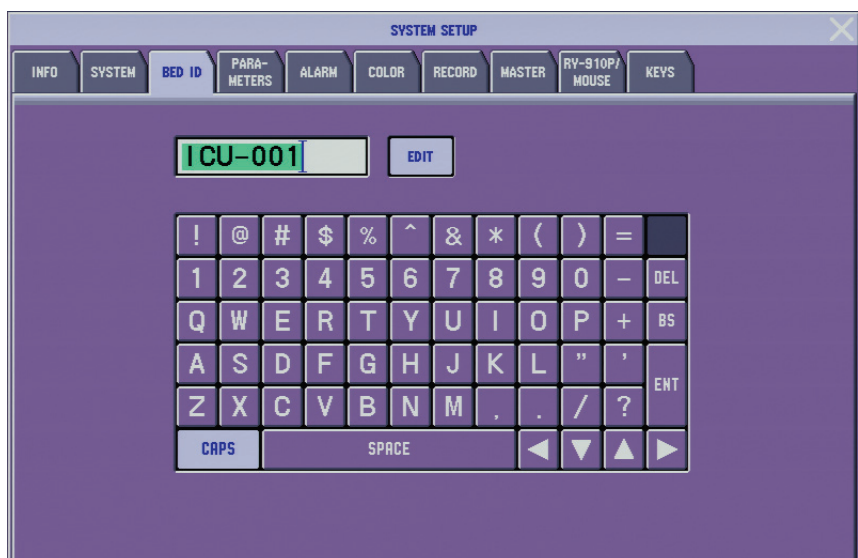 SYSTEM SETUP
INFO SYSTEM BED ID PARA-METERS ALARM COLOR RECORD MASTER RY-910P/MOUSE KEYS
ICU-001 EDIT
! @ # $ % ^ & * ( ) =
1 2 3 4 5 6 7 8 9 0 - DEL
Q W E R T Y U I O P + BS
A S D F G H J K L " ' ENT
Z X C V B N M , . / ?
CAPS SPACE ◀ ▼ ▲ ▶